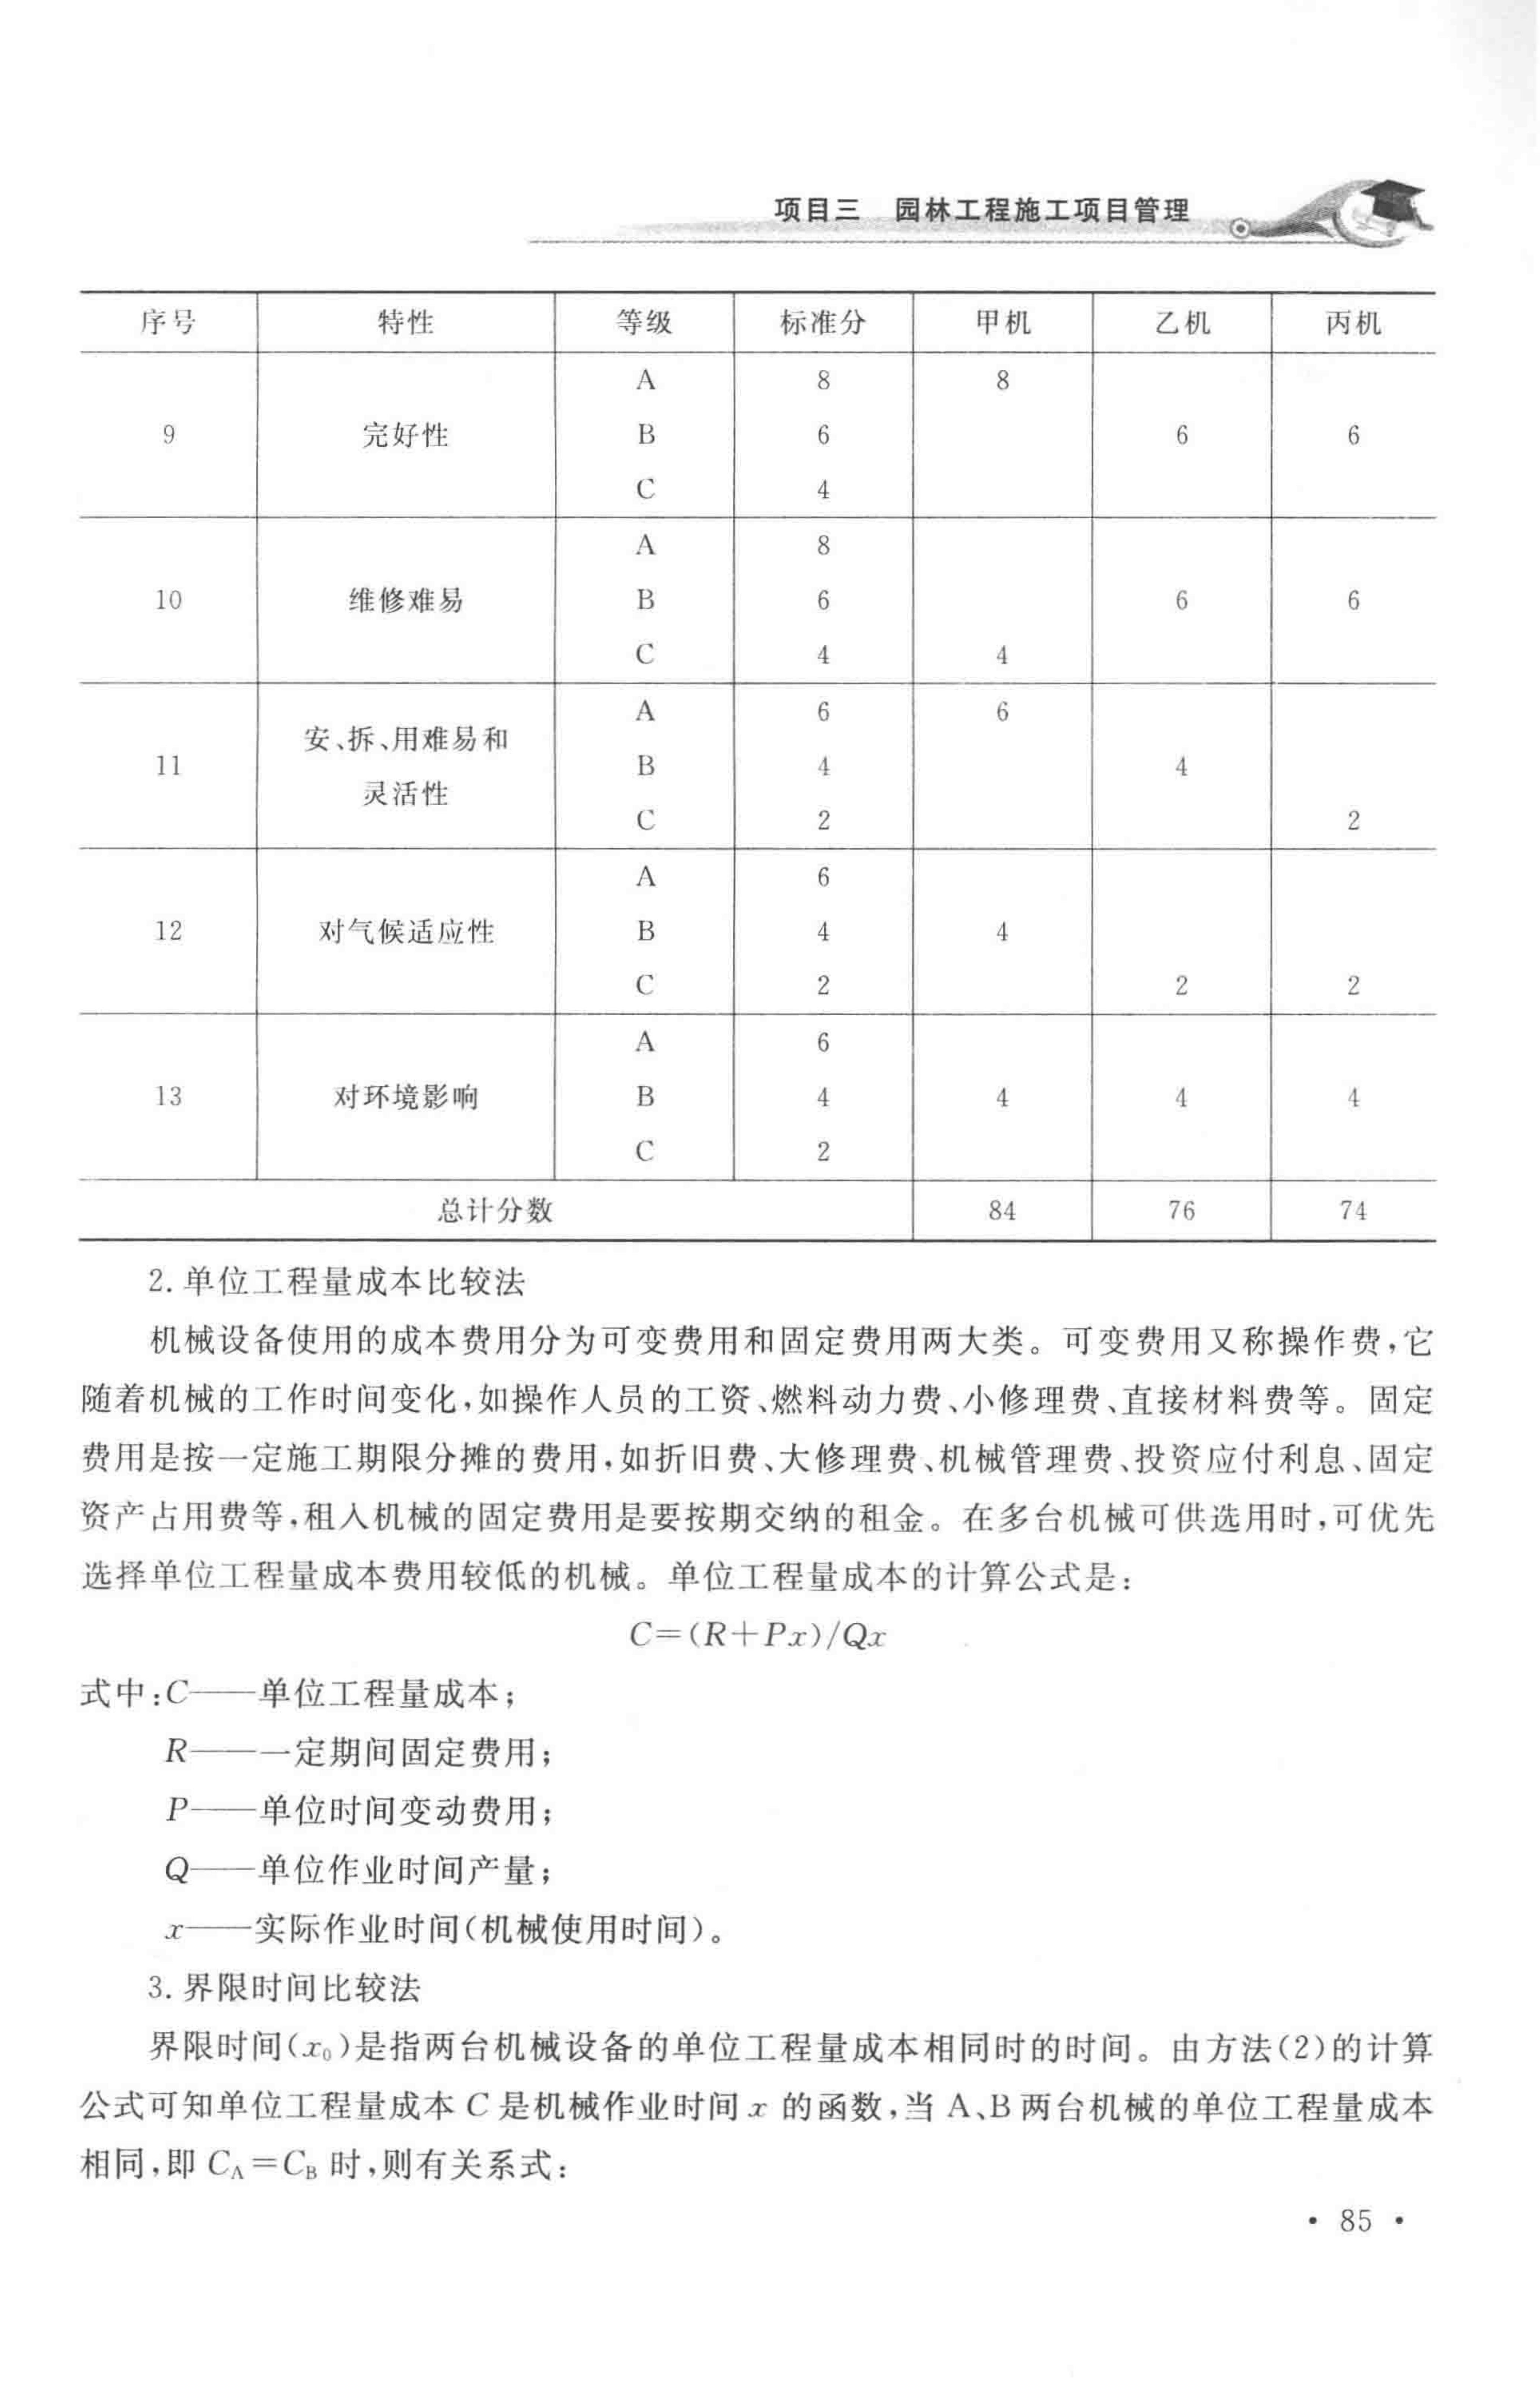 项目三 园林工程施工项目管理
序号 特性 等级 标准分 甲机 乙机 丙机
A 8 8
9 完好性 B 6 6 6
C 4
A 8
10 维修难易 B 6 6 6
C 4 4
A 6 6
安、拆、用难易和
11 B 4 4
灵活性
C 2 2
A 6
12 对气候适应性 B 4 4
C 2 2 2
A 6
13 对环境影响 B 4 4 4 4
C 2
总计分数 84 76 74
2. 单位工程量成本比较法
机械设备使用的成本费用分为可变费用和固定费用两大类。可变费用又称操作费,它
随着机械的工作时间变化,如操作人员的工资、燃料动力费、小修理费、直接材料费等。固定
费用是按一定施工期限分摊的费用,如折旧费、大修理费、机械管理费、投资应付利息、固定
资产占用费等,租入机械的固定费用是要按期交纳的租金。在多台机械可供选用时,可优先
选择单位工程量成本费用较低的机械。单位工程量成本的计算公式是:
C=(R+Px)/Qx
式中:C——单位工程量成本;
R——一定期间固定费用;
P——单位时间变动费用;
Q——单位作业时间产量;
x——实际作业时间(机械使用时间)。
3. 界限时间比较法
界限时间(x₀)是指两台机械设备的单位工程量成本相同时的时间。由方法(2)的计算
公式可知单位工程量成本 C 是机械作业时间 x 的函数,当 A、B 两台机械的单位工程量成本
相同,即 C_A=C_B 时,则有关系式:
• 85 •